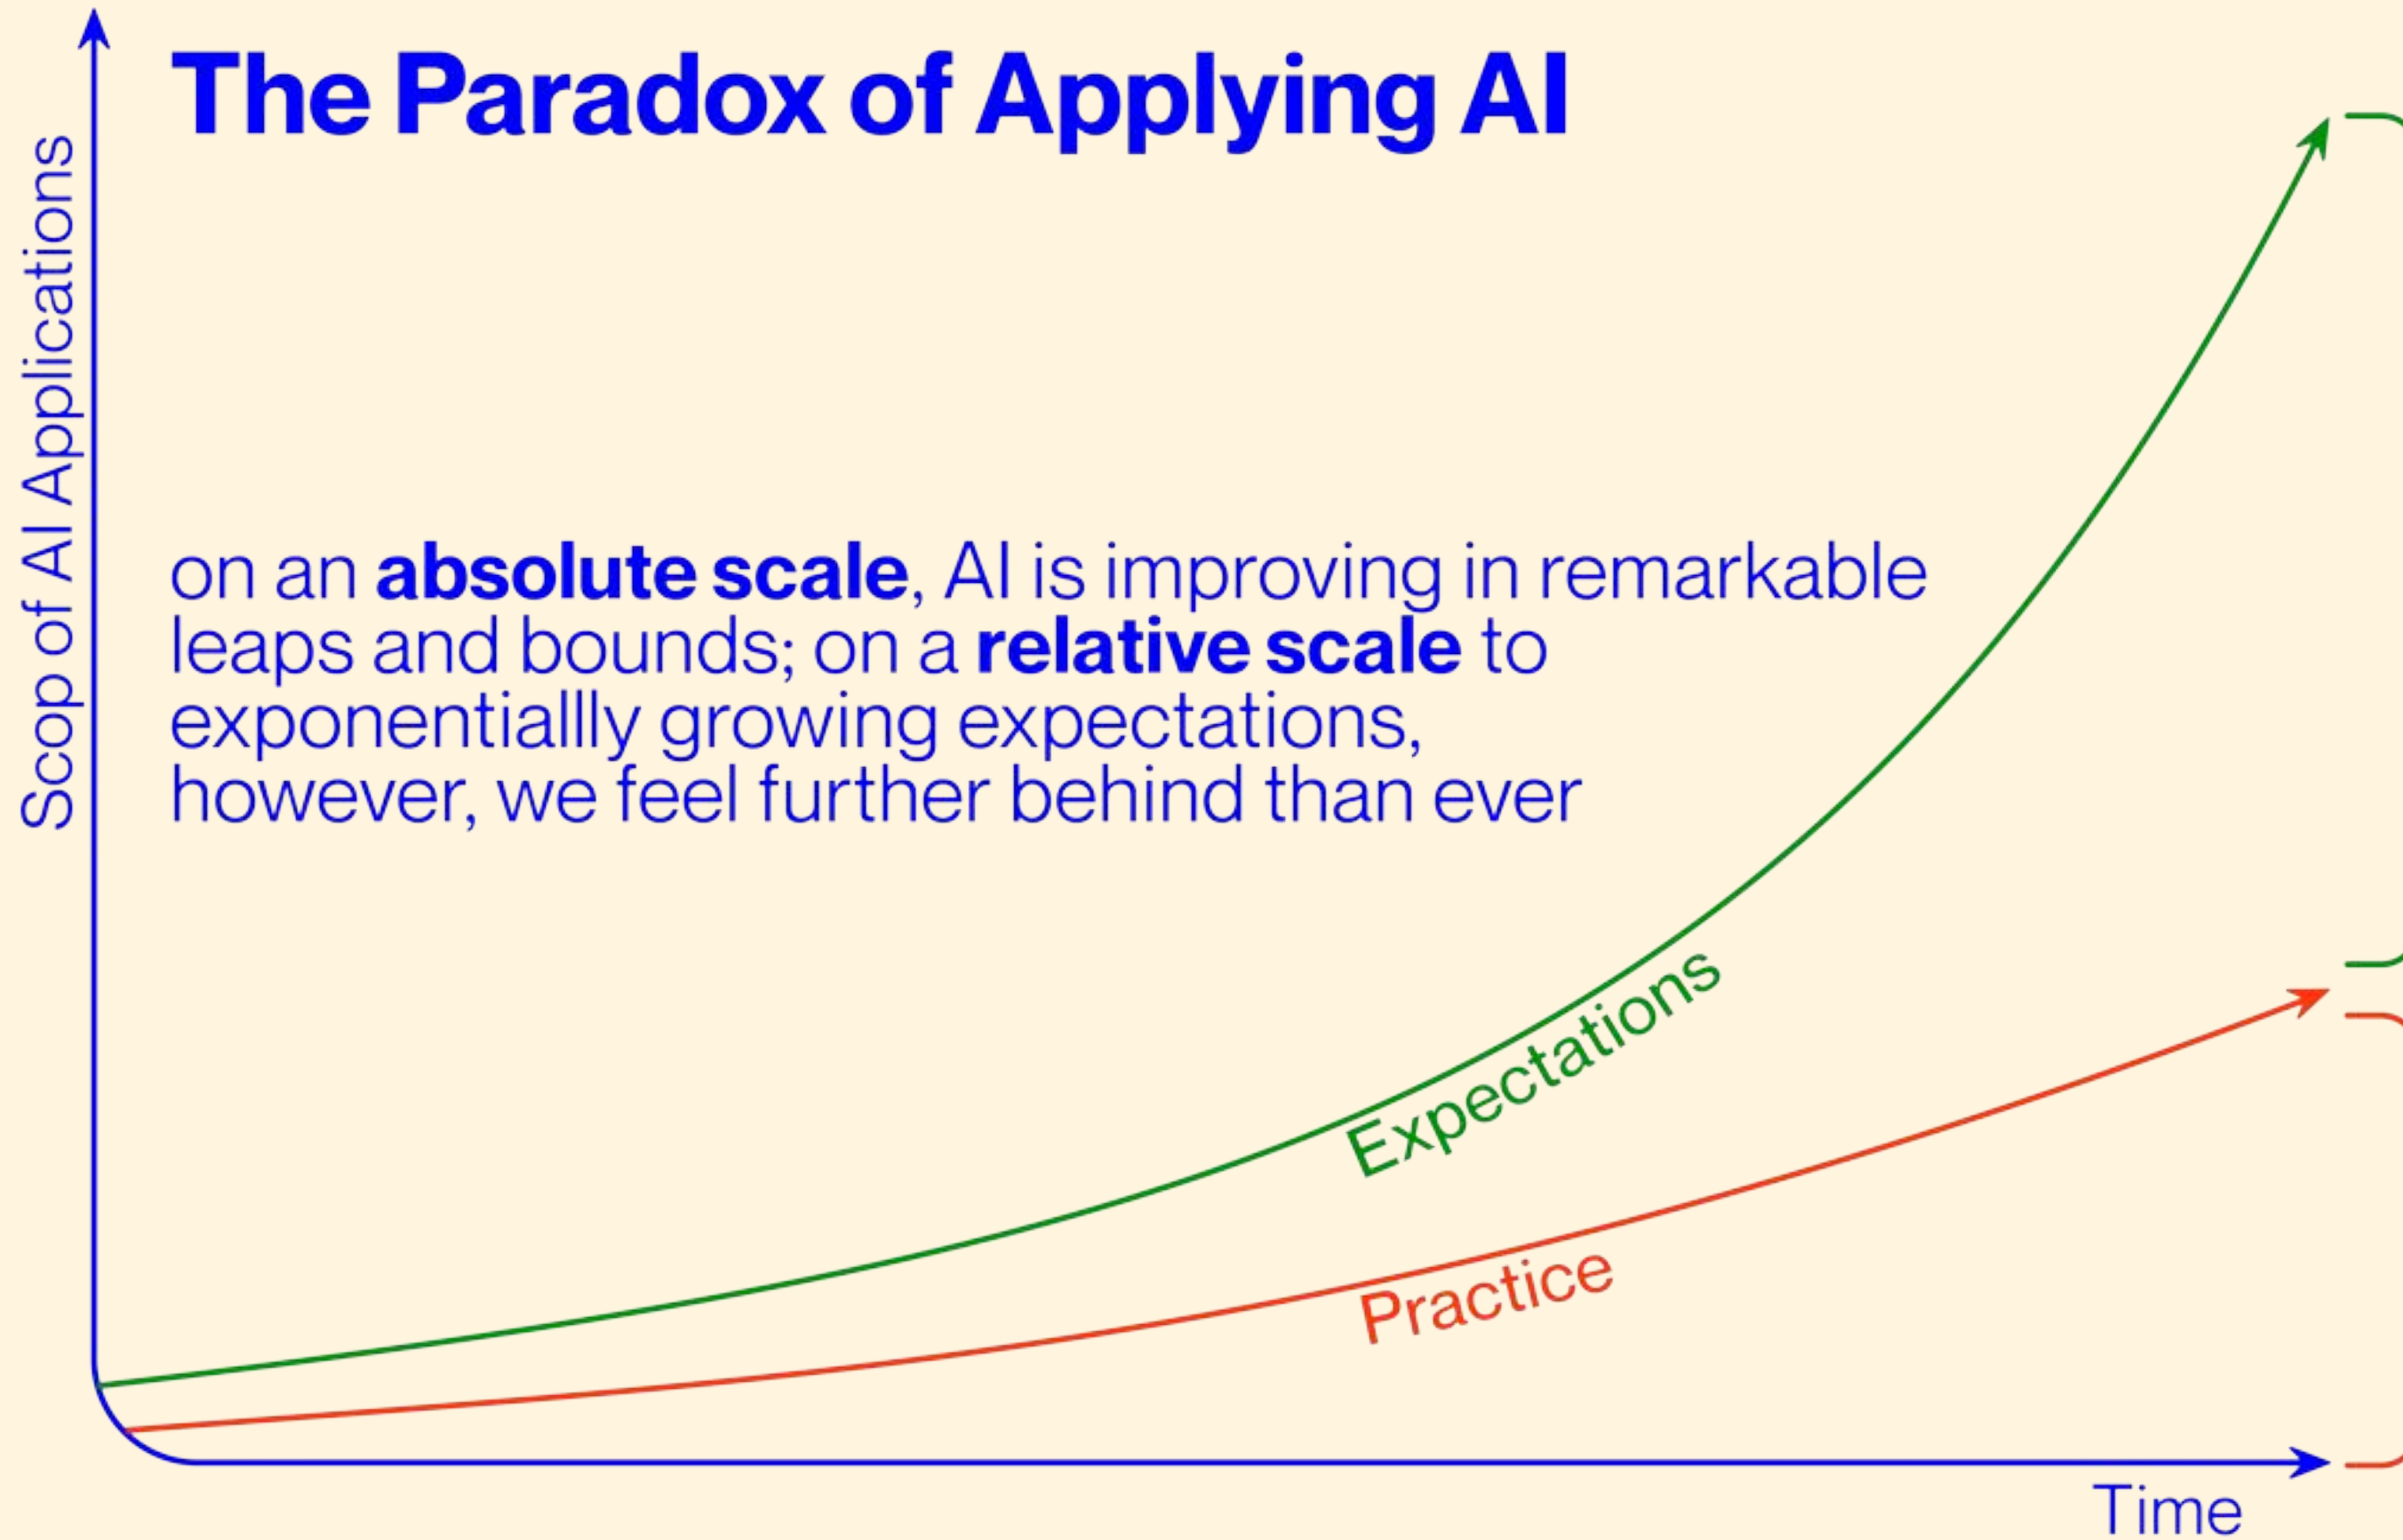 The Paradox of Applying AI
Scop of AI Applications
on an absolute scale, AI is improving in remarkable
leaps and bounds; on a relative scale to
exponentiallly growing expectations,
however, we feel further behind than ever
Expectations
Practice
Time